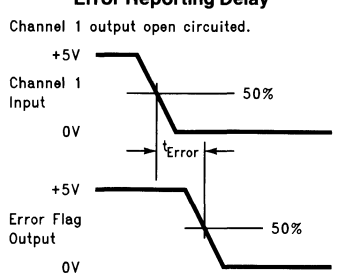 Error Reporting Delay
Channel 1 output open circuited.
+5V
Channel 1
Input
50%
0V
tError
+5V
Error Flag
Output
50%
0V